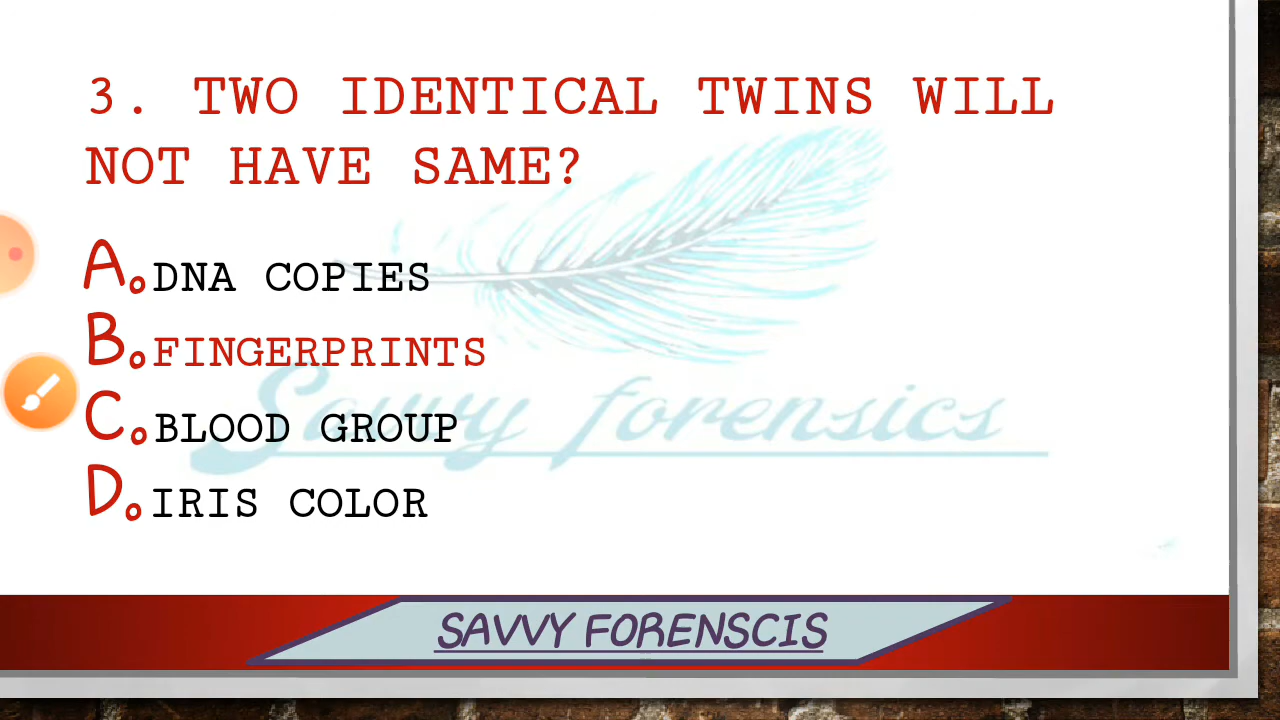 3. TWO IDENTICAL TWINS WILL
NOT HAVE SAME?
A. DNA COPIES
B. FINGERPRINTS
C. BLOOD GROUP
D. IRIS COLOR
Savvy forensics
SAVVY FORENSCIS